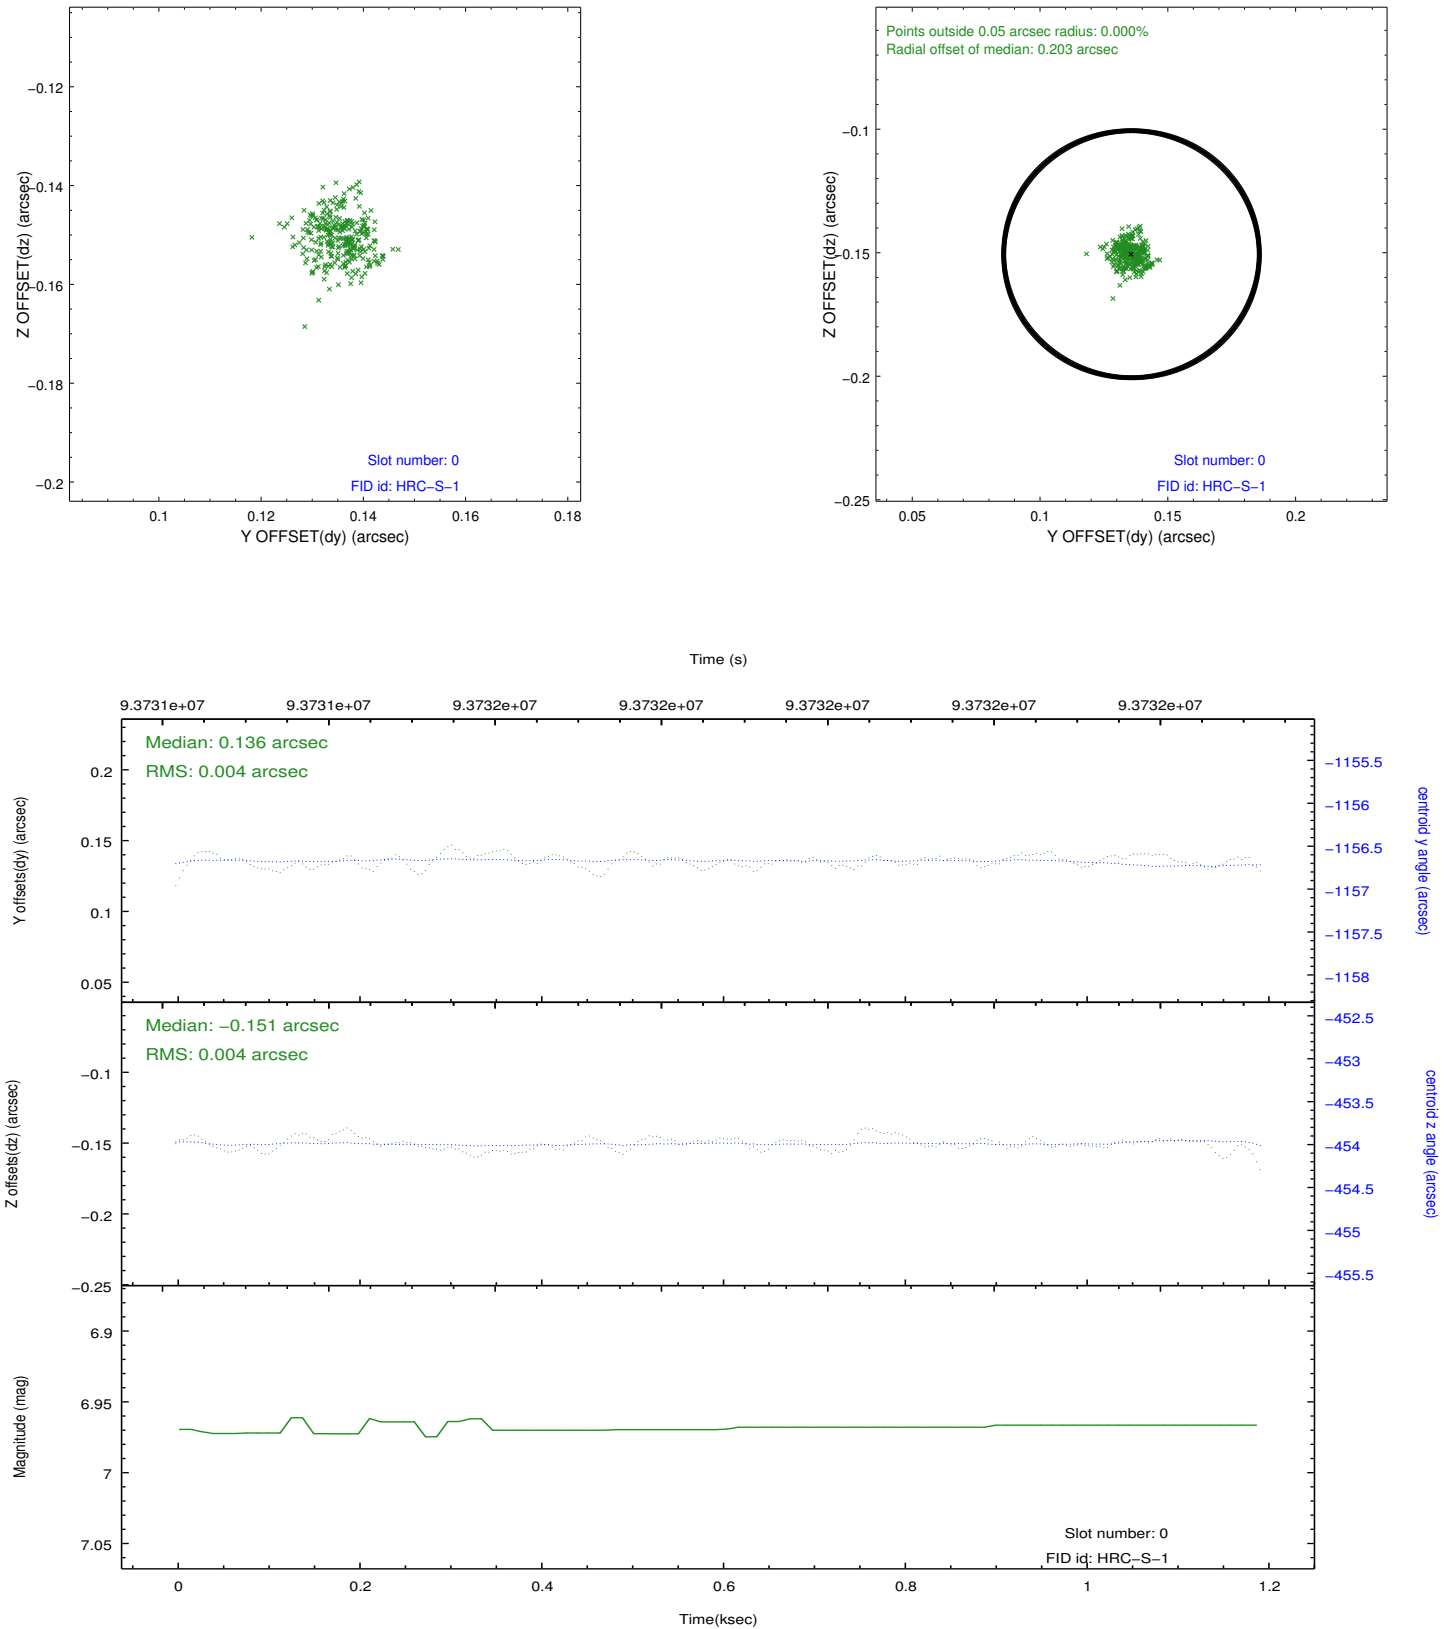 −0.12
−0.14
−0.16
−0.18
−0.2
Z OFFSET(dz) (arcsec)
Slot number: 0
FID id: HRC−S−1
0.1 0.12 0.14 0.16 0.18
Y OFFSET(dy) (arcsec)
Points outside 0.05 arcsec radius: 0.000%
Radial offset of median: 0.203 arcsec
−0.1
−0.15
−0.2
−0.25
Z OFFSET(dz) (arcsec)
Slot number: 0
FID id: HRC−S−1
0.05 0.1 0.15 0.2
Y OFFSET(dy) (arcsec)
Time (s)
9.3731e+07 9.3731e+07 9.3732e+07 9.3732e+07 9.3732e+07 9.3732e+07 9.3732e+07
Median: 0.136 arcsec
RMS: 0.004 arcsec
0.2
0.15
0.1
0.05
Y offsets(dy) (arcsec)
−1155.5
−1156
−1156.5
−1157
−1157.5
−1158
centroid y angle (arcsec)
Median: −0.151 arcsec
RMS: 0.004 arcsec
−0.1
−0.15
−0.2
−0.25
Z offsets(dz) (arcsec)
−452.5
−453
−453.5
−454
−454.5
−455
−455.5
centroid z angle (arcsec)
6.9
6.95
7
7.05
Magnitude (mag)
Slot number: 0
FID id: HRC−S−1
0 0.2 0.4 0.6 0.8 1 1.2
Time(ksec)